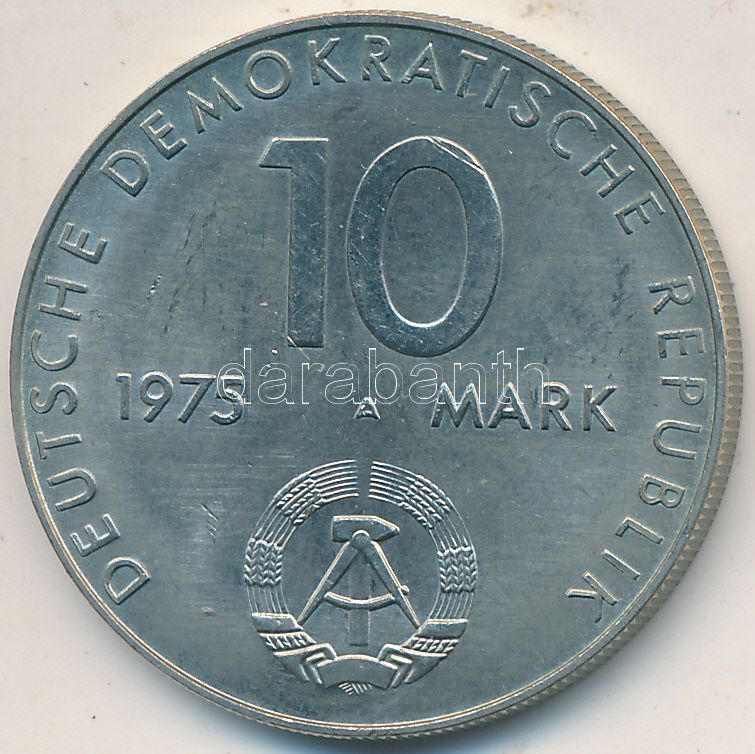 DEUTSCHE DEMOKRATISCHE REPUBLIK
10
1975 A MARK
darabanth